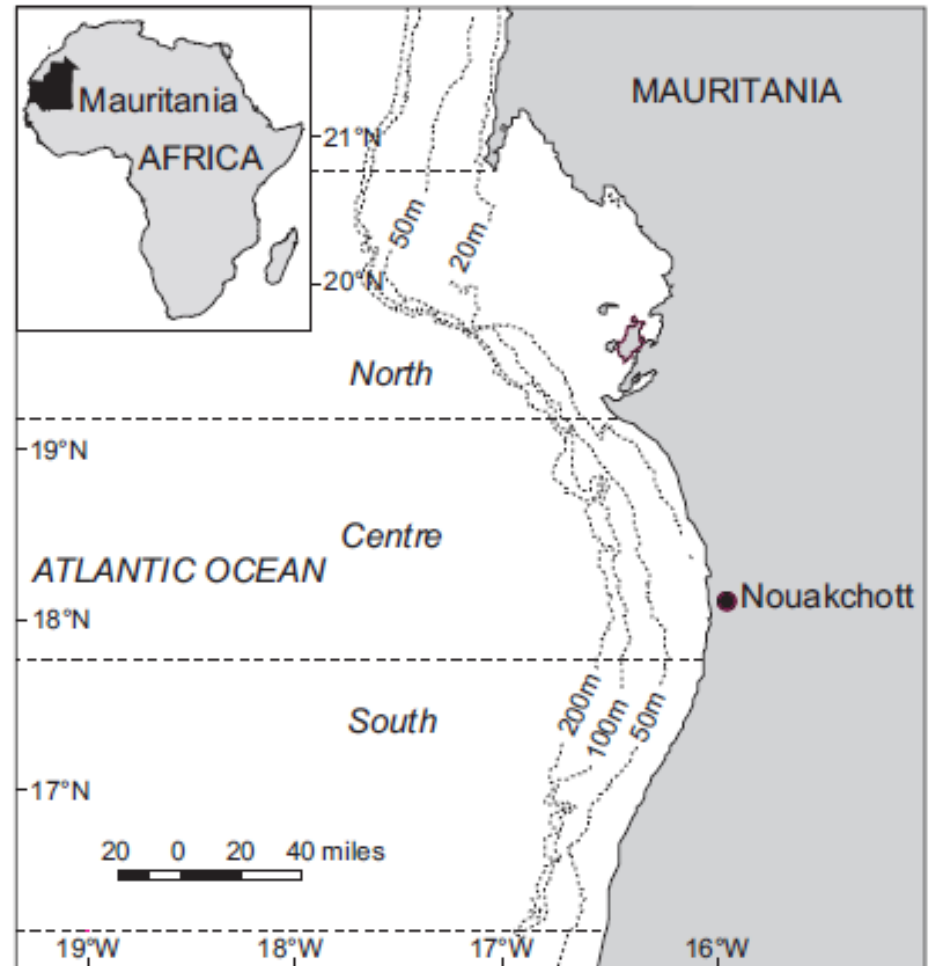 Mauritania
AFRICA
MAURITANIA
21°N
50m
20m
20°N
North
19°N
Centre
ATLANTIC OCEAN
Nouakchott
18°N
South
200m
100m
50m
17°N
20 0 20 40 miles
19°W 18°W 17°W 16°W